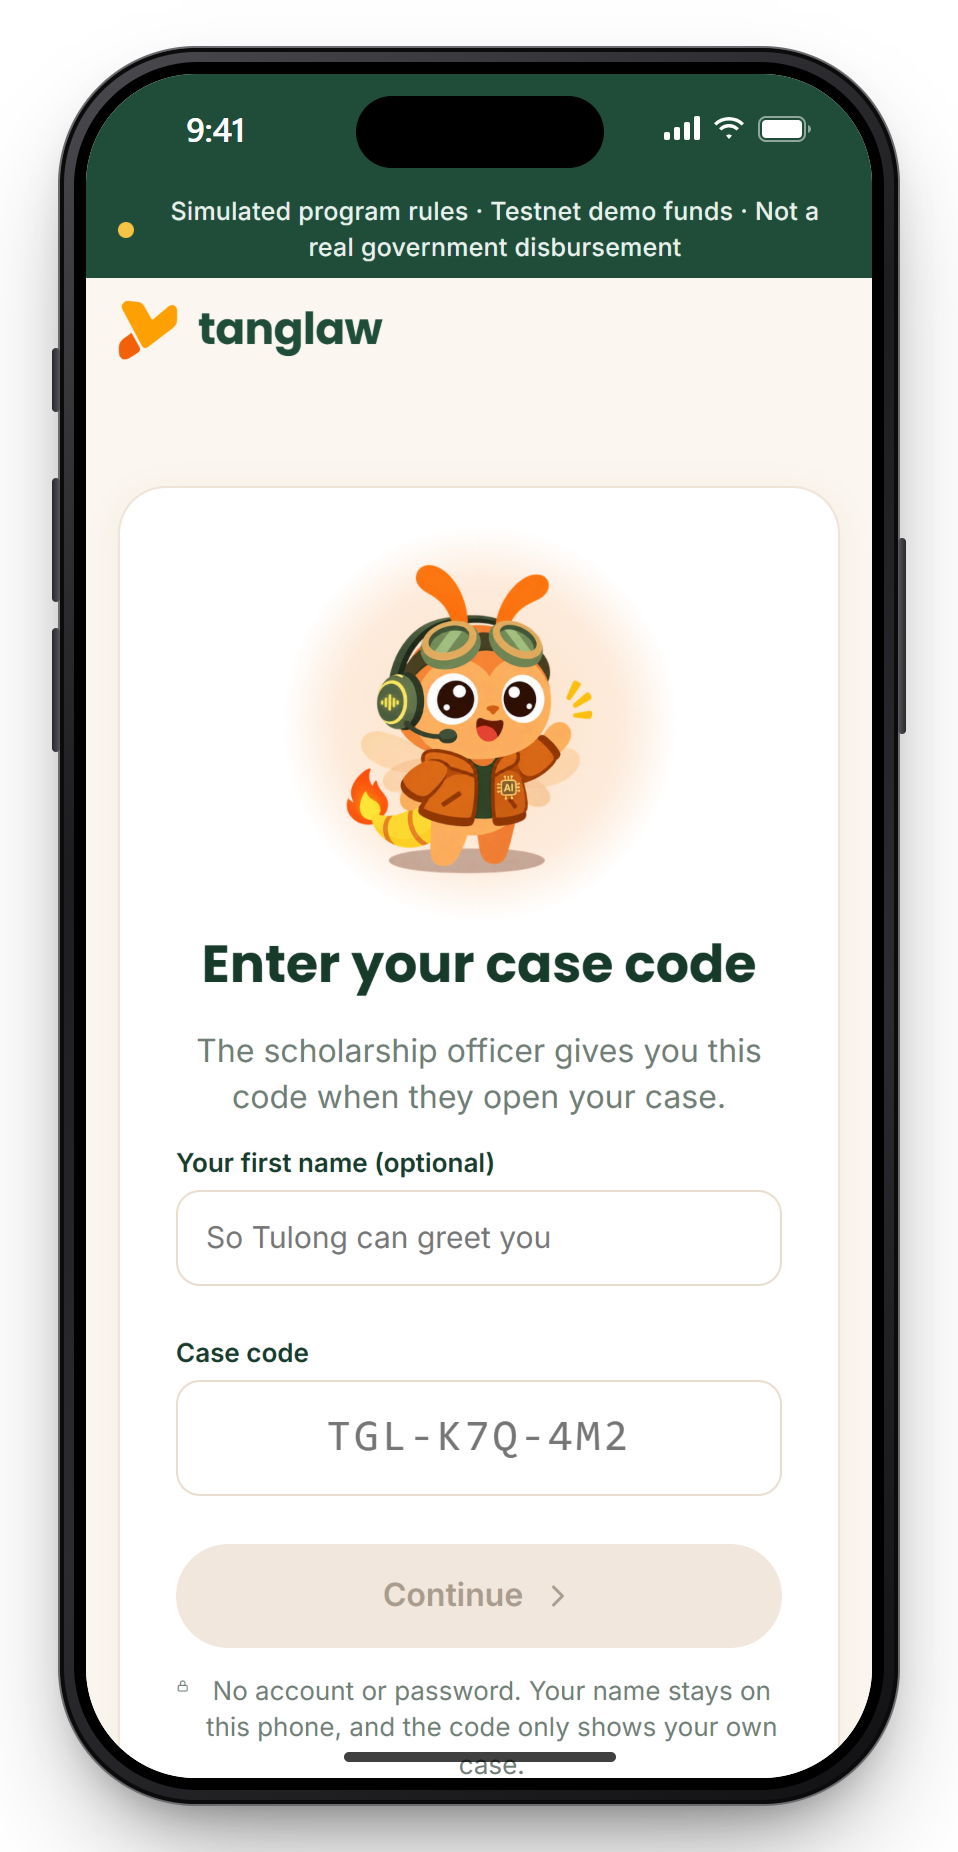 9:41
Simulated program rules · Testnet demo funds · Not a
real government disbursement
tanglaw
AI
Enter your case code
The scholarship officer gives you this
code when they open your case.
Your first name (optional)
So Tulong can greet you
Case code
TGL-K7Q-4M2
Continue
No account or password. Your name stays on
this phone, and the code only shows your own
case.